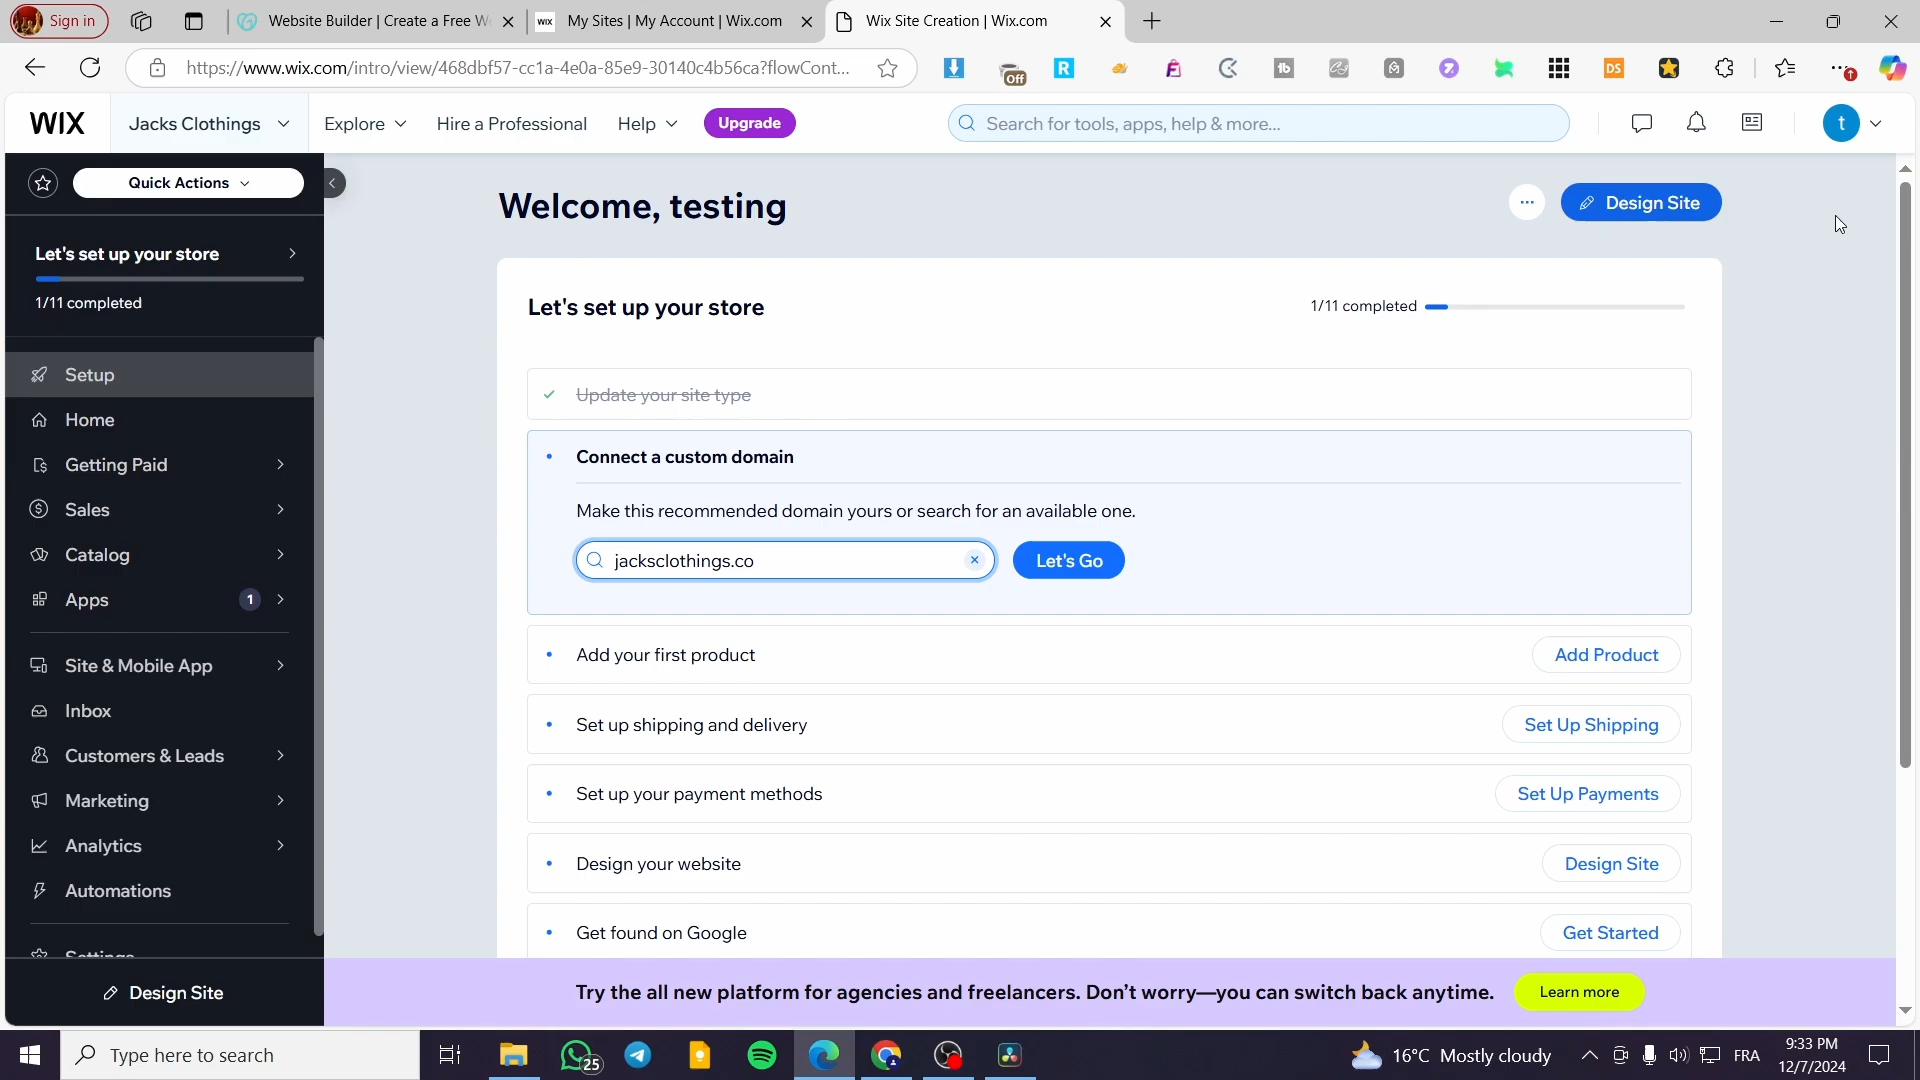 Sign in
Website Builder | Create a Free We
My Sites | My Account | Wix.com
Wix Site Creation | Wix.com
https://www.wix.com/intro/view/468dbf57-cc1a-4e0a-85e9-30140c4b56ca?flowCont...
Off
WIX
Jacks Clothings
Explore
Hire a Professional
Help
Upgrade
Search for tools, apps, help & more...
t
Quick Actions
Let's set up your store
1/11 completed
Setup
Home
Getting Paid
Sales
Catalog
Apps
1
Site & Mobile App
Inbox
Customers & Leads
Marketing
Analytics
Automations
Settings
Design Site
Welcome, testing
Design Site
Let's set up your store
1/11 completed
Update your site type
Connect a custom domain
Make this recommended domain yours or search for an available one.
jacksclothings.co
Let's Go
Add your first product
Add Product
Set up shipping and delivery
Set Up Shipping
Set up your payment methods
Set Up Payments
Design your website
Design Site
Get found on Google
Get Started
Try the all new platform for agencies and freelancers. Don't worry—you can switch back anytime.
Learn more
Type here to search
25
16°C Mostly cloudy
FRA
9:33 PM
12/7/2024